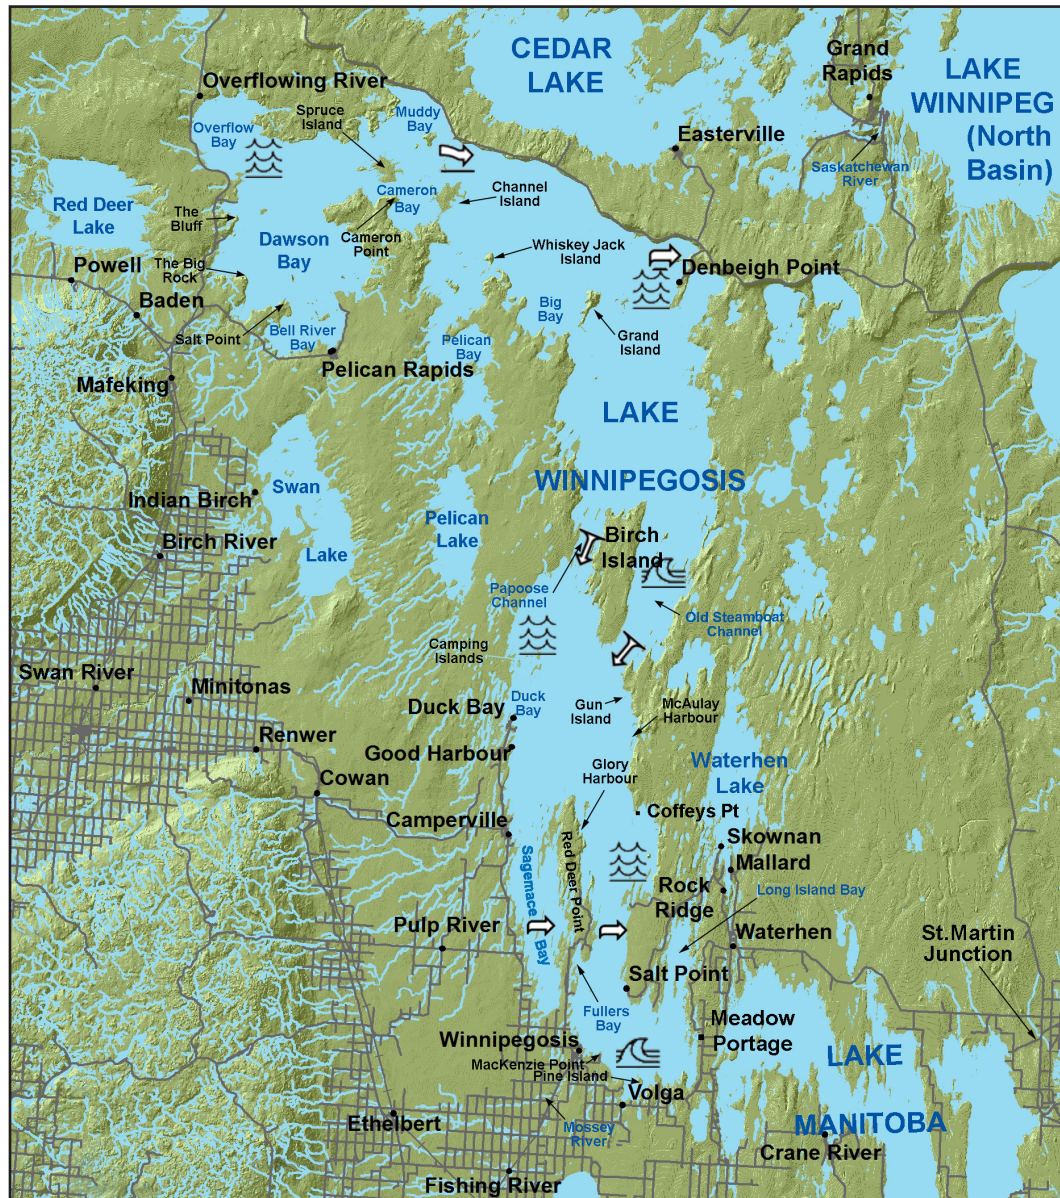 CEDAR
LAKE
Grand
Rapids
LAKE
WINNIPEG
(North
Basin)
Overflowing River
Spruce
Island
Muddy
Bay
Overflow
Bay
Easterville
Saskatchewan
River
Red Deer
Lake
The
Bluff
Cameron
Bay
Channel
Island
Dawson
Bay
Cameron
Point
Whiskey Jack
Island
Powell
The Big
Rock
Denbeigh Point
Baden
Salt Point
Bell River
Bay
Big
Bay
Pelican
Bay
Grand
Island
Pelican Rapids
Mafeking
LAKE
WINNIPEGOSIS
Indian Birch
Swan
Lake
Pelican
Lake
Birch River
Birch
Island
Papoose
Channel
Old Steamboat
Channel
Camping
Islands
Swan River
Minitonas
Duck Bay
Duck
Bay
Gun
Island
McAulay
Harbour
Renwer
Good Harbour
Cowan
Glory
Harbour
Waterhen
Lake
Camperville
Coffeys Pt
Skownan
Mallard
Sagemace Bay
Red Deer Point
Rock
Ridge
Long Island Bay
Pulp River
Waterhen
St.Martin
Junction
Salt Point
Fullers
Bay
Winnipegosis
Meadow
Portage
MacKenzie Point
Pine Island
LAKE
MANITOBA
Volga
Ethelbert
Mossey
River
Crane River
Fishing River